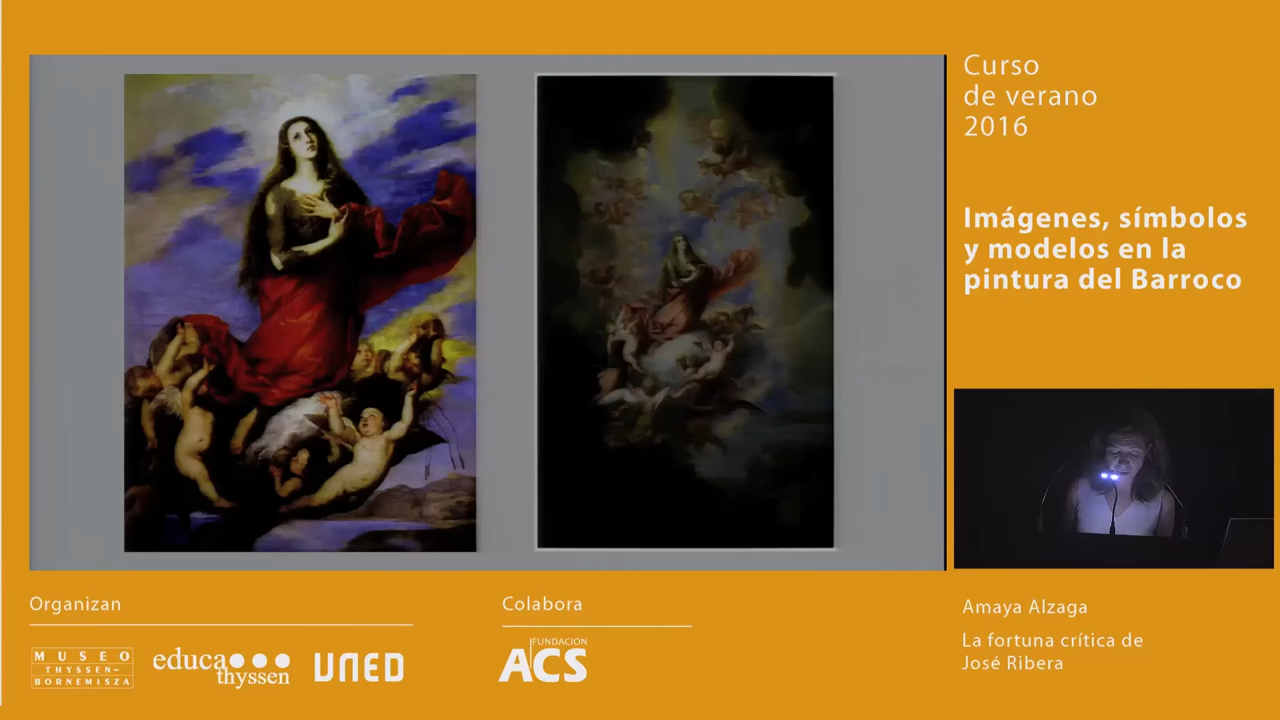 Curso
de verano
2016
Imágenes, símbolos
y modelos en la
pintura del Barroco
Organizan
MUSEO
THYSSEN-
BORNEMISZA
educa
thyssen
UNED
Colabora
FUNDACION
ACS
Amaya Alzaga
La fortuna crítica de
José Ribera